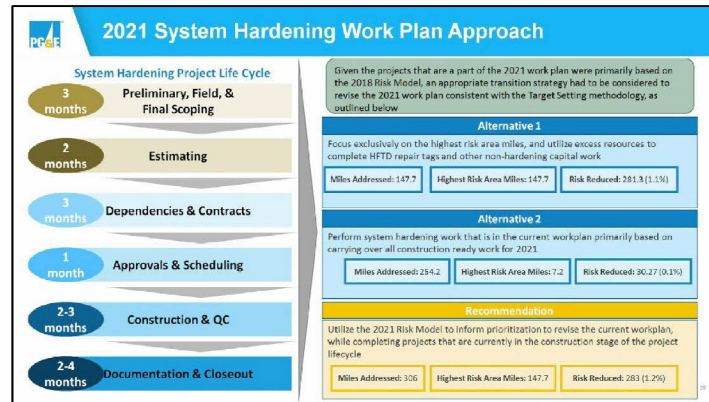 PG&E
2021 System Hardening Work Plan Approach
System Hardening Project Life Cycle
3
months
Preliminary, Field, &
Final Scoping
2
months
Estimating
3
months
Dependencies & Contracts
1
month
Approvals & Scheduling
2-3
months
Construction & QC
2-4
months
Documentation & Closeout
Given the projects that are a part of the 2021 work plan were primarily based on
the 2018 Risk Model, an appropriate transition strategy had to be considered to
revise the 2021 work plan consistent with the Target Setting methodology, as
outlined below
Alternative 1
Focus exclusively on the highest risk area miles, and utilize excess resources to
complete HFTD repair tags and other non-hardening capital work
Miles Addressed: 147.7
Highest Risk Area Miles: 147.7
Risk Reduced: 281.3 (1.1%)
Alternative 2
Perform system hardening work that is in the current workplan primarily based on
carrying over all construction ready work for 2021
Miles Addressed: 254.2
Highest Risk Area Miles: 7.2
Risk Reduced: 30.27 (0.1%)
Recommendation
Utilize the 2021 Risk Model to inform prioritization to revise the current workplan,
while completing projects that are currently in the construction stage of the project
lifecycle
Miles Addressed: 306
Highest Risk Area Miles: 147.7
Risk Reduced: 283 (1.2%)